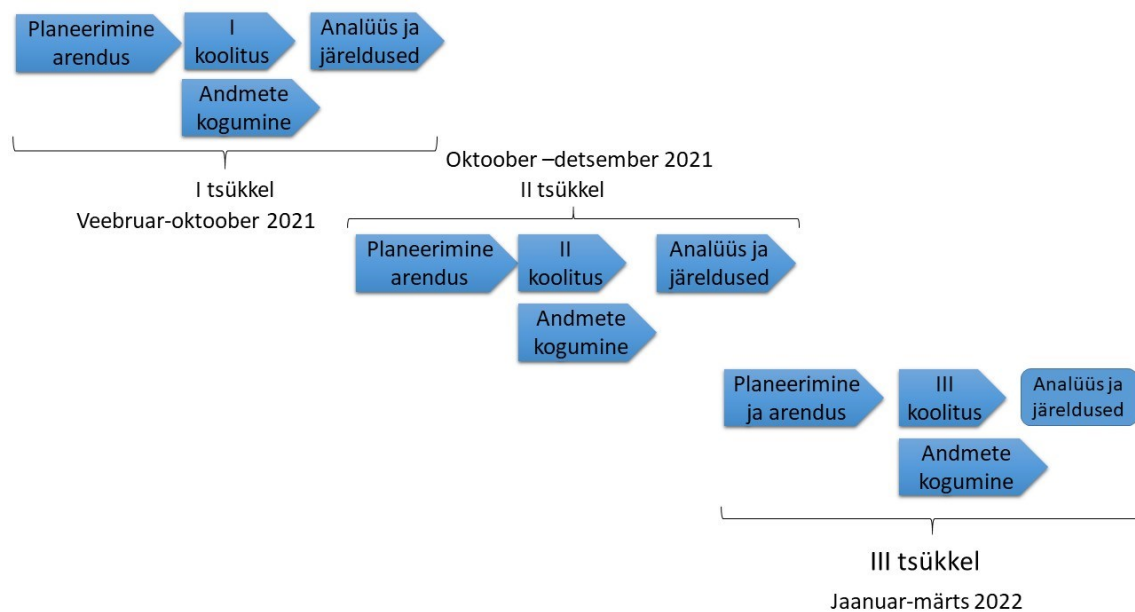 Planeerimine
arendus
I
koolitus
Analüüs ja
järeldused
Andmete
kogumine
I tsükkel
Veebruar-oktoober 2021
Oktoober –detsember 2021
II tsükkel
Planeerimine
arendus
II
koolitus
Analüüs ja
järeldused
Andmete
kogumine
Planeerimine
ja arendus
III
koolitus
Analüüs ja
järeldused
Andmete
kogumine
III tsükkel
Jaanuar-märts 2022